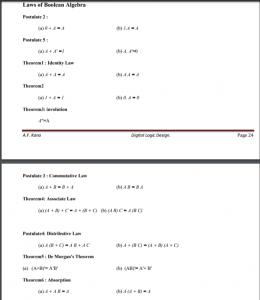 Laws of Boolean Algebra
Postulate 2 :
(a) 0 + A = A (b) 1.A = A
Postulate 5 :
(a) A + A' =1 (b) A. A'=0
Theorem1 : Identity Law
(a) A + A = A (b) A A = A
Theorem2
(a) 1 + A = 1 (b) 0. A = 0
Theorem3: involution
A''=A
A.F. Kana Digital Logic Design. Page 24
Postulate 3 : Commutative Law
(a) A + B = B + A (b) A B = B A
Theorem4: Associate Law
(a) (A + B) + C = A + (B + C) (b) (A B) C = A (B C)
Postulate4: Distributive Law
(a) A (B + C) = A B + A C (b) A + (B C) = (A + B) (A + C)
Theorem5 : De Morgan's Theorem
(a) (A+B)'= A'B' (b) (AB)'= A'+ B'
Theorem6 : Absorption
(a) A + A B = A (b) A (A + B) = A